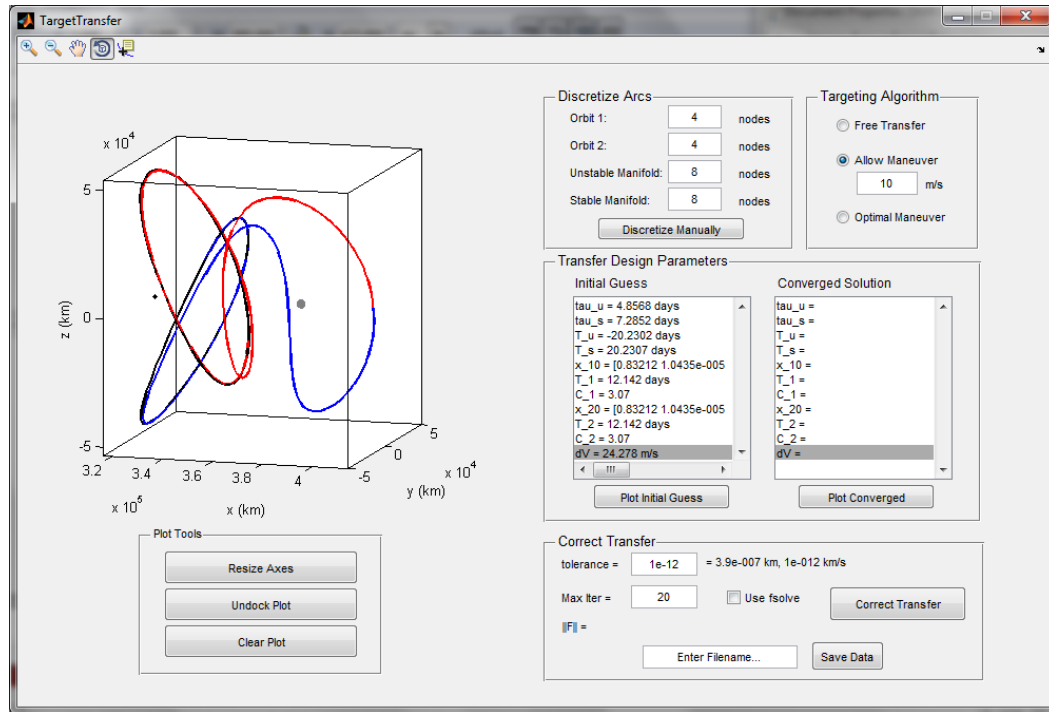 TargetTransfer
x 10^4
5
0
-5
z (km)
3.2
3.4
3.6
3.8
4
x 10^5
x (km)
-5
0
5
x 10^4
y (km)
Plot Tools
Resize Axes
Undock Plot
Clear Plot
Discretize Arcs
Orbit 1: 4 nodes
Orbit 2: 4 nodes
Unstable Manifold: 8 nodes
Stable Manifold: 8 nodes
Discretize Manually
Targeting Algorithm
Free Transfer
Allow Maneuver
10 m/s
Optimal Maneuver
Transfer Design Parameters
Initial Guess
tau_u = 4.8568 days
tau_s = 7.2852 days
T_u = -20.2302 days
T_s = 20.2307 days
x_10 = [0.83212 1.0435e-005
T_1 = 12.142 days
C_1 = 3.07
x_20 = [0.83212 1.0435e-005
T_2 = 12.142 days
C_2 = 3.07
dV = 24.278 m/s
Plot Initial Guess
Converged Solution
tau_u =
tau_s =
T_u =
T_s =
x_10 =
T_1 =
C_1 =
x_20 =
T_2 =
C_2 =
dV =
Plot Converged
Correct Transfer
tolerance = 1e-12 = 3.9e-007 km, 1e-012 km/s
Max Iter = 20 Use fsolve
Correct Transfer
||F|| =
Enter Filename... Save Data